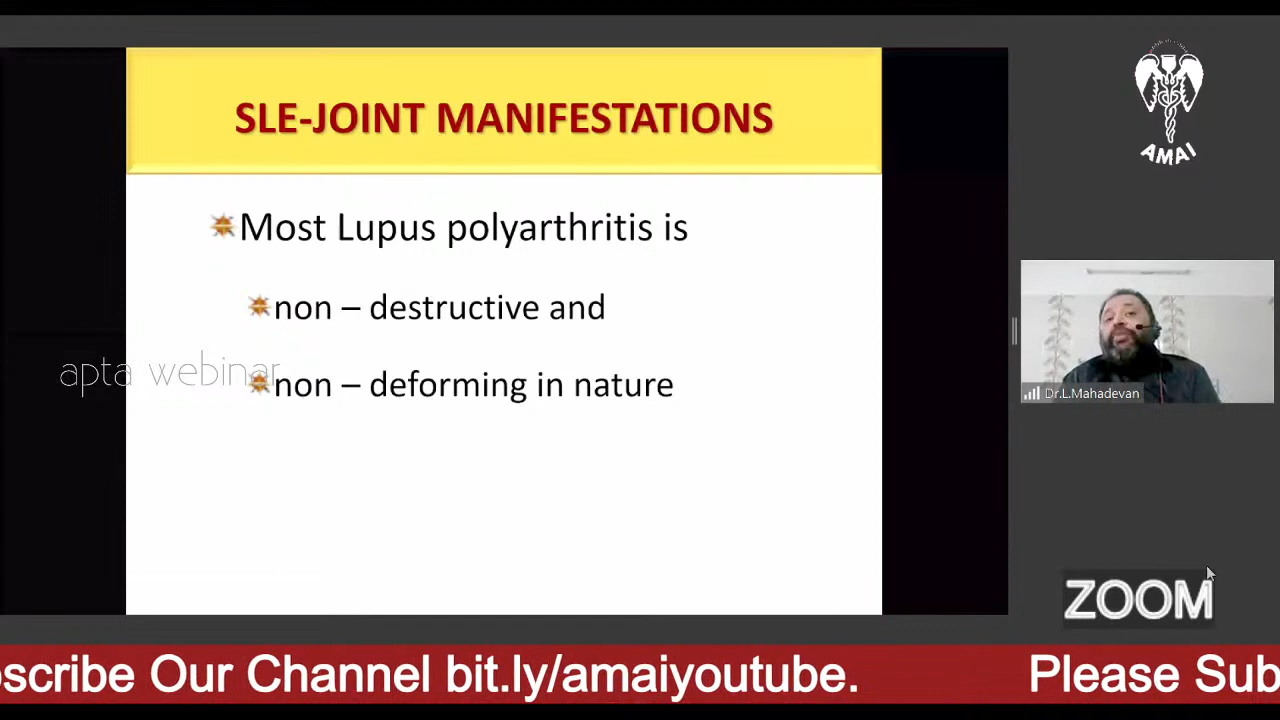 SLE-JOINT MANIFESTATIONS
Most Lupus polyarthritis is
non – destructive and
non – deforming in nature
apta webinar
AMAI
Dr.L.Mahadevan
ZOOM
scribe Our Channel bit.ly/amaiyoutube.
Please Sub